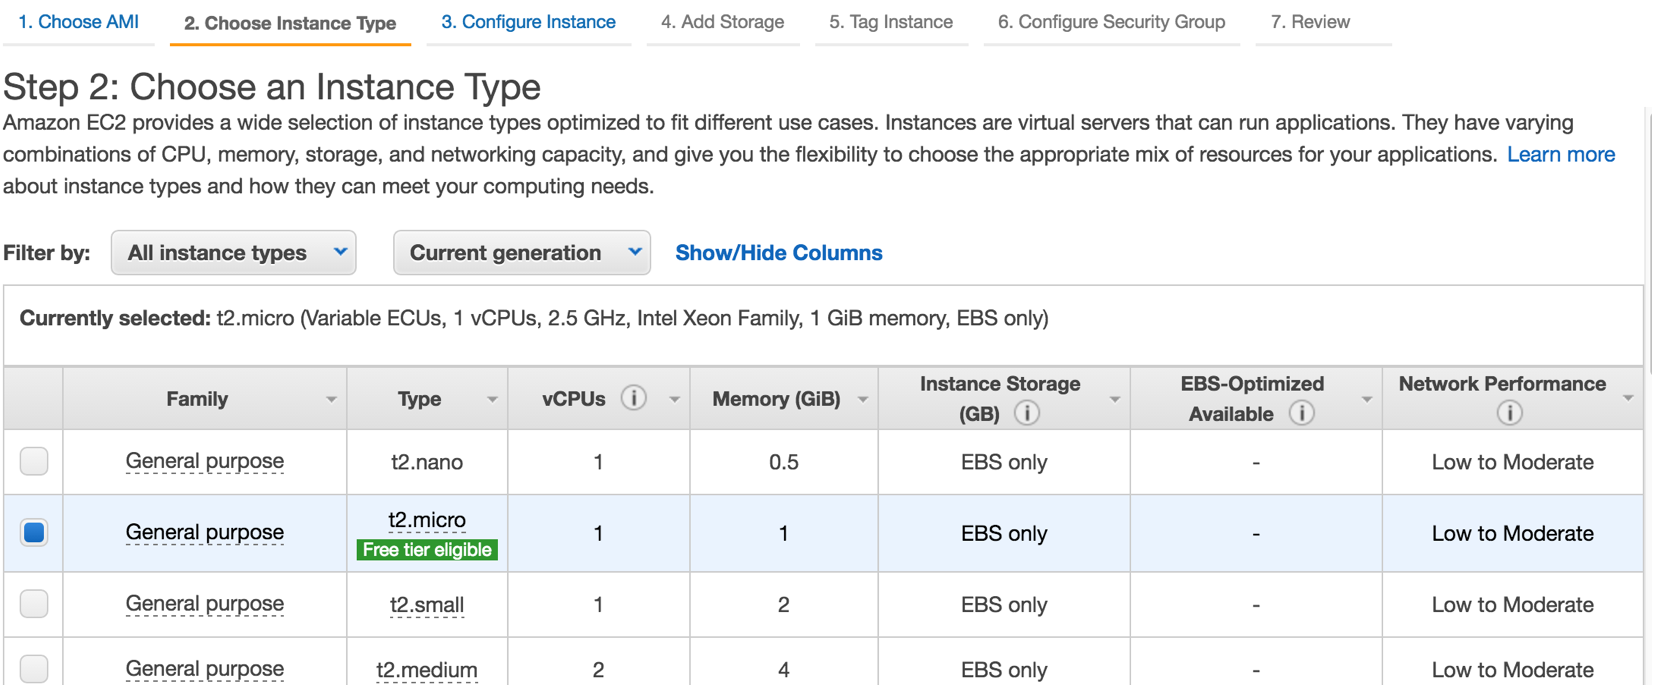 1. Choose AMI 2. Choose Instance Type 3. Configure Instance 4. Add Storage 5. Tag Instance 6. Configure Security Group 7. Review
Step 2: Choose an Instance Type
Amazon EC2 provides a wide selection of instance types optimized to fit different use cases. Instances are virtual servers that can run applications. They have varying
combinations of CPU, memory, storage, and networking capacity, and give you the flexibility to choose the appropriate mix of resources for your applications. Learn more
about instance types and how they can meet your computing needs.
Filter by: All instance types Current generation Show/Hide Columns
Currently selected: t2.micro (Variable ECUs, 1 vCPUs, 2.5 GHz, Intel Xeon Family, 1 GiB memory, EBS only)
Family Type vCPUs Memory (GiB) Instance Storage (GB) EBS-Optimized Available Network Performance
General purpose t2.nano 1 0.5 EBS only - Low to Moderate
General purpose t2.micro Free tier eligible 1 1 EBS only - Low to Moderate
General purpose t2.small 1 2 EBS only - Low to Moderate
General purpose t2.medium 2 4 EBS only - Low to Moderate